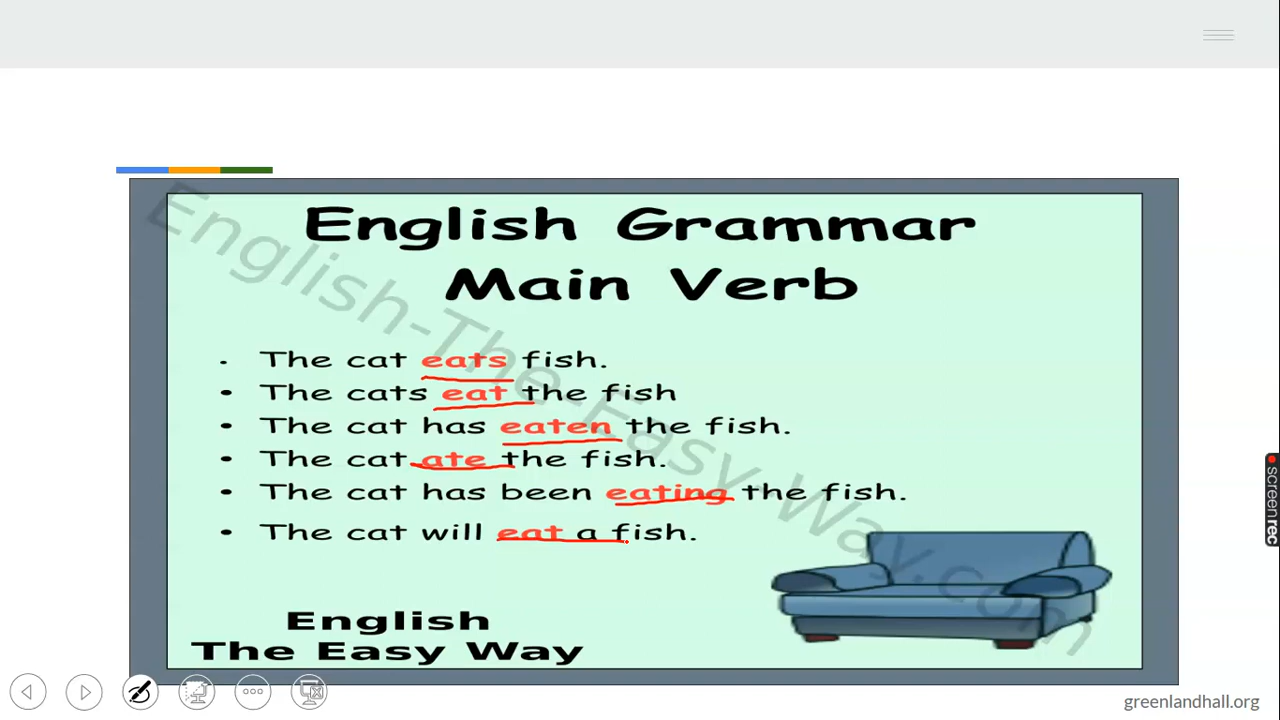 English Grammar
Main Verb
• The cat eats fish.
• The cats eat the fish
• The cat has eaten the fish.
• The cat ate the fish.
• The cat has been eating the fish.
• The cat will eat a fish.
English
The Easy Way
English-The-Easy-Way.com
screenrec
greenlandhall.org